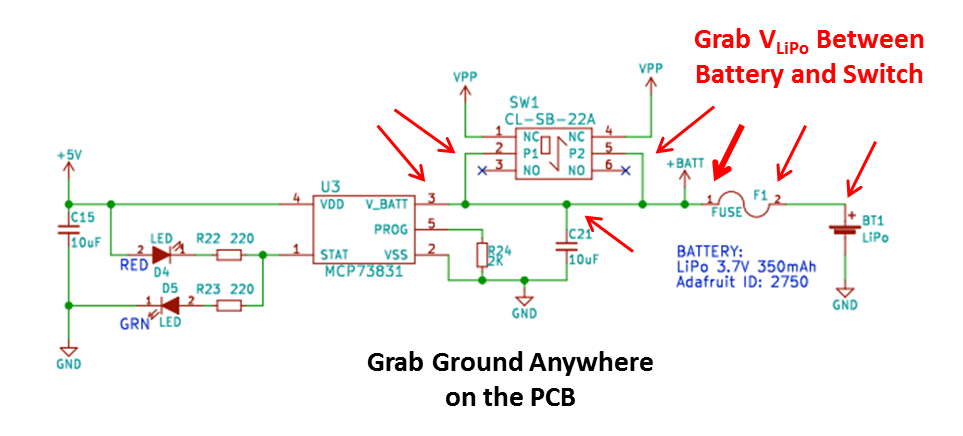 Grab VLiPo Between
Battery and Switch
VPP
VPP
SW1
CL-SB-22A
1 NC NC 4
2 P1 P2 5
3 NO NO 6
+5V
+BATT
U3
4 VDD V_BATT 3
PROG 5
1 STAT VSS 2
MCP73831
C15
10uF
LED
2 1
D4
RED
R22 220
D5
1 2
LED
GRN
R23 220
R24
2K
C21
10uF
GND
GND
1 F1 2
FUSE
+
BT1
LiPo
GND
BATTERY:
LiPo 3.7V 350mAh
Adafruit ID: 2750
Grab Ground Anywhere
on the PCB